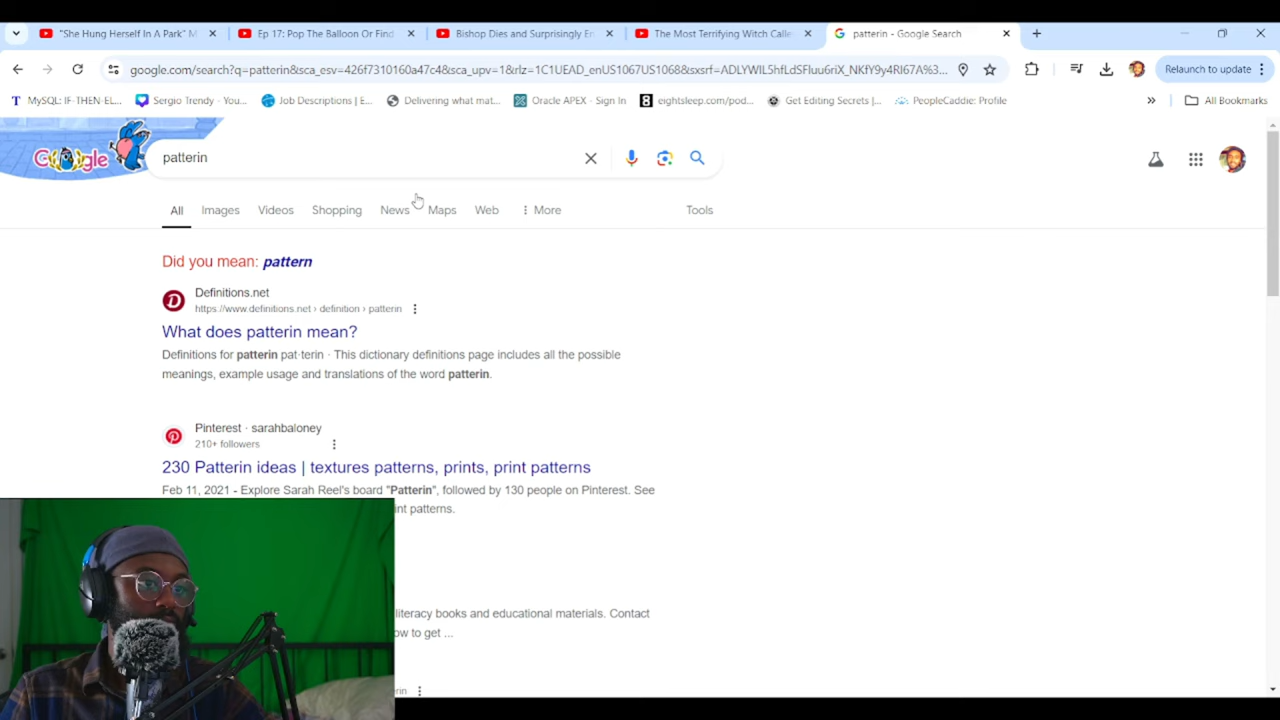 "She Hung Herself In A Park" M
Ep 17: Pop The Balloon Or Find
Bishop Dies and Surprisingly En
The Most Terrifying Witch Calle
patterin - Google Search
google.com/search?q=patterin&sca_esv=426f7310160a47c4&sca_upv=1&rlz=1C1UEAD_enUS1067US1068&sxsrf=ADLYWIL5hfLdSFluu6riX_NKfY9y4RI67A%3...
Relaunch to update
MySQL: IF-THEN-EL...
Sergio Trendy - You...
Job Descriptions | E...
Delivering what mat...
Oracle APEX - Sign In
eightsleep.com/pod...
Get Editing Secrets |...
PeopleCaddie: Profile
»
All Bookmarks
Google
patterin
All Images Videos Shopping News Maps Web More Tools
Did you mean: pattern
Definitions.net
https://www.definitions.net › definition › patterin
What does patterin mean?
Definitions for patterin pat·terin · This dictionary definitions page includes all the possible
meanings, example usage and translations of the word patterin.
Pinterest · sarahbaloney
210+ followers
230 Patterin ideas | textures patterns, prints, print patterns
Feb 11, 2021 - Explore Sarah Reel's board "Patterin", followed by 130 people on Pinterest. See
int patterns.
literacy books and educational materials. Contact
ow to get ...